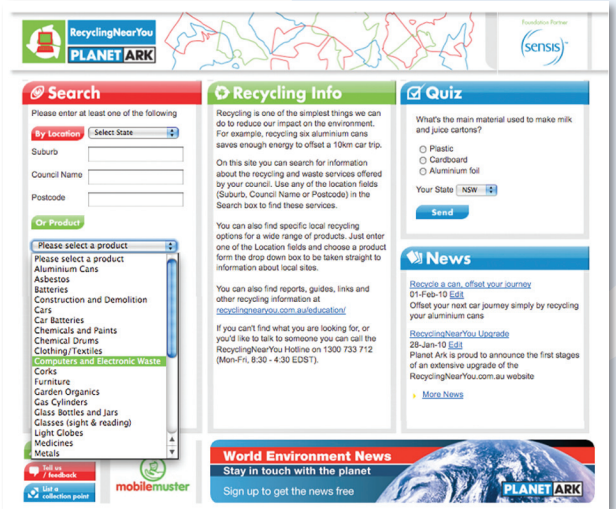 RecyclingNearYou
PLANET ARK
Foundation Partner
sensis
Search
Please enter at least one of the following
By Location
Select State
Suburb
Council Name
Postcode
Or Product
Please select a product
Please select a product
Aluminium Cans
Asbestos
Batteries
Construction and Demolition
Cars
Car Batteries
Chemicals and Paints
Chemical Drums
Clothing/Textiles
Computers and Electronic Waste
Corks
Furniture
Garden Organics
Gas Cylinders
Glass Bottles and Jars
Glasses (sight & reading)
Light Globes
Medicines
Metals
Tell us
/ feedback
List a
collection point
mobilemuster
Recycling Info
Recycling is one of the simplest things we can
do to reduce our impact on the environment.
For example, recycling six aluminium cans
saves enough energy to offset a 10km car trip.
On this site you can search for information
about the recycling and waste services offered
by your council. Use any of the location fields
(Suburb, Council Name or Postcode) in the
Search box to find these services.
You can also find specific local recycling
options for a wide range of products. Just enter
one of the Location fields and choose a product
form the drop down box to be taken straight to
information about local sites.
You can also find reports, guides, links and
other recycling information at
recyclingnearyou.com.au/education/
If you can't find what you are looking for, or
you'd like to talk to someone you can call the
RecyclingNearYou Hotline on 1300 733 712
(Mon-Fri, 8:30 - 4:30 EDST).
Quiz
What's the main material used to make milk
and juice cartons?
Plastic
Cardboard
Aluminium foil
Your State NSW
Send
News
Recycle a can, offset your journey
01-Feb-10 Edit
Offset your next car journey simply by recycling
your aluminium cans
RecyclingNearYou Upgrade
28-Jan-10 Edit
Planet Ark is proud to announce the first stages
of an extensive upgrade of the
RecyclingNearYou.com.au website
More News
World Environment News
Stay in touch with the planet
Sign up to get the news free
PLANET ARK